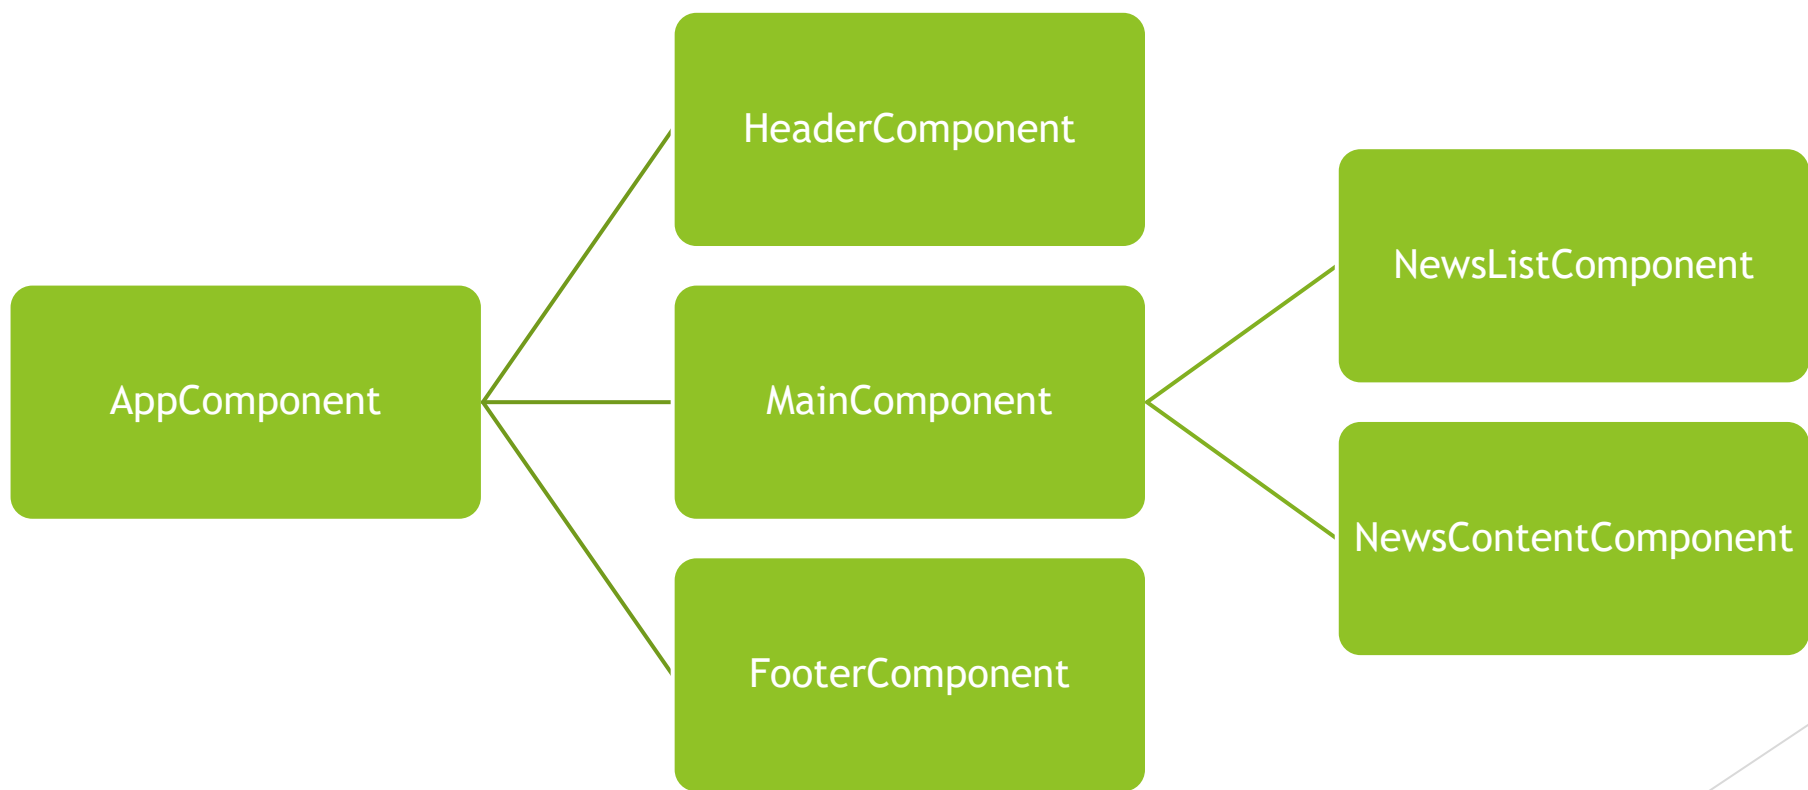 AppComponent
HeaderComponent
MainComponent
FooterComponent
NewsListComponent
NewsContentComponent